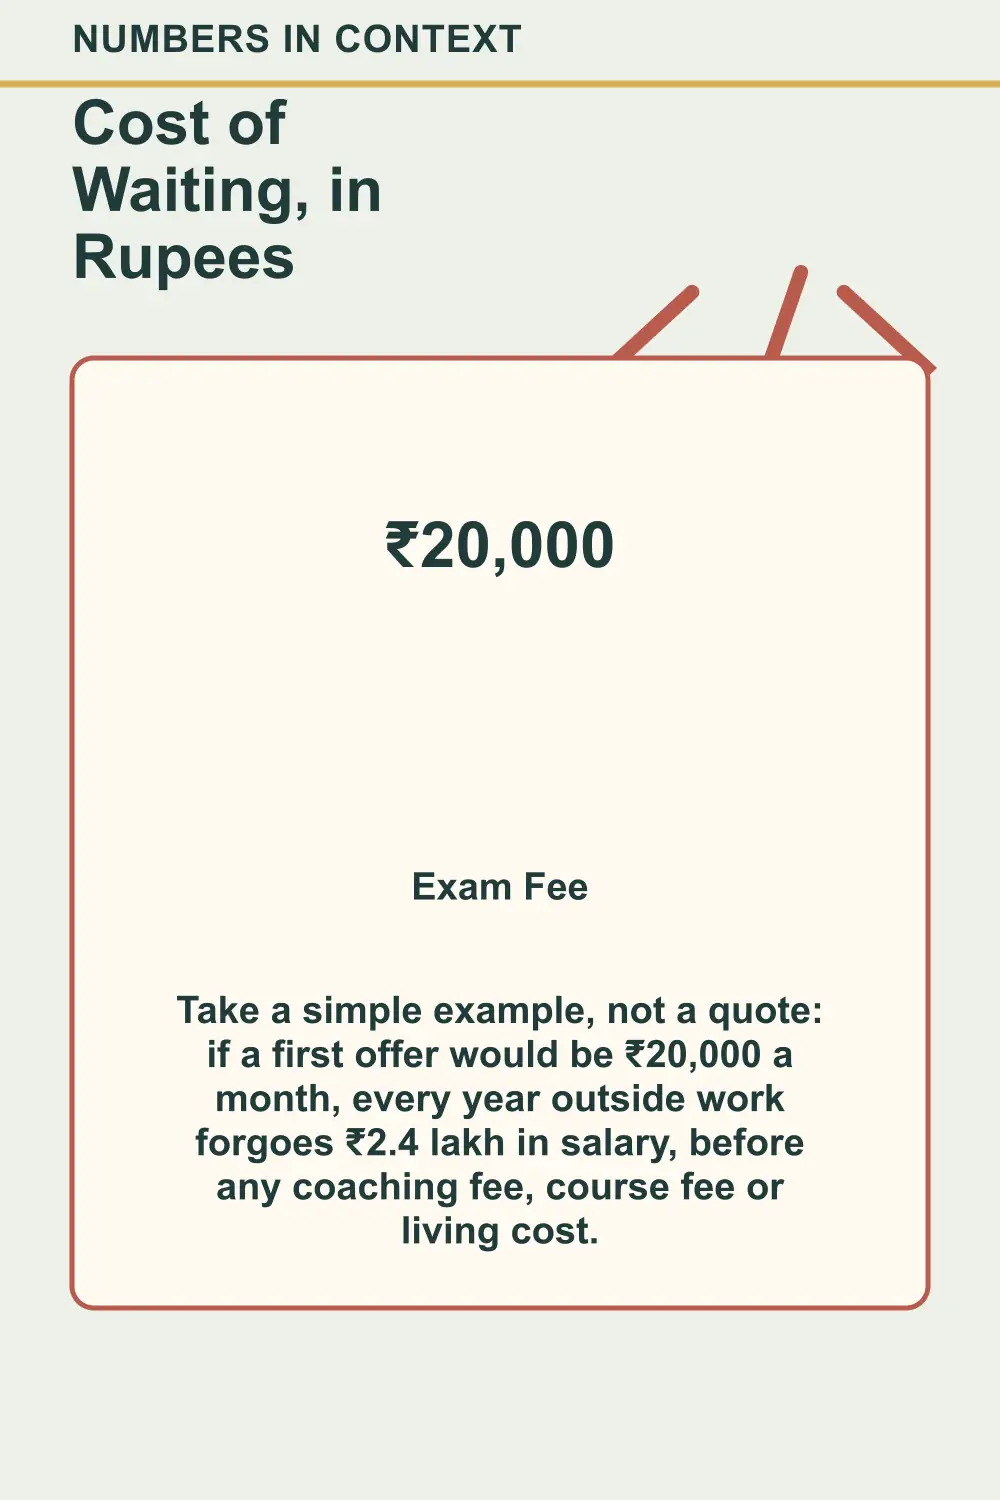 NUMBERS IN CONTEXT
Cost of
Waiting, in
Rupees
₹20,000
Exam Fee
Take a simple example, not a quote:
if a first offer would be ₹20,000 a
month, every year outside work
forgoes ₹2.4 lakh in salary, before
any coaching fee, course fee or
living cost.